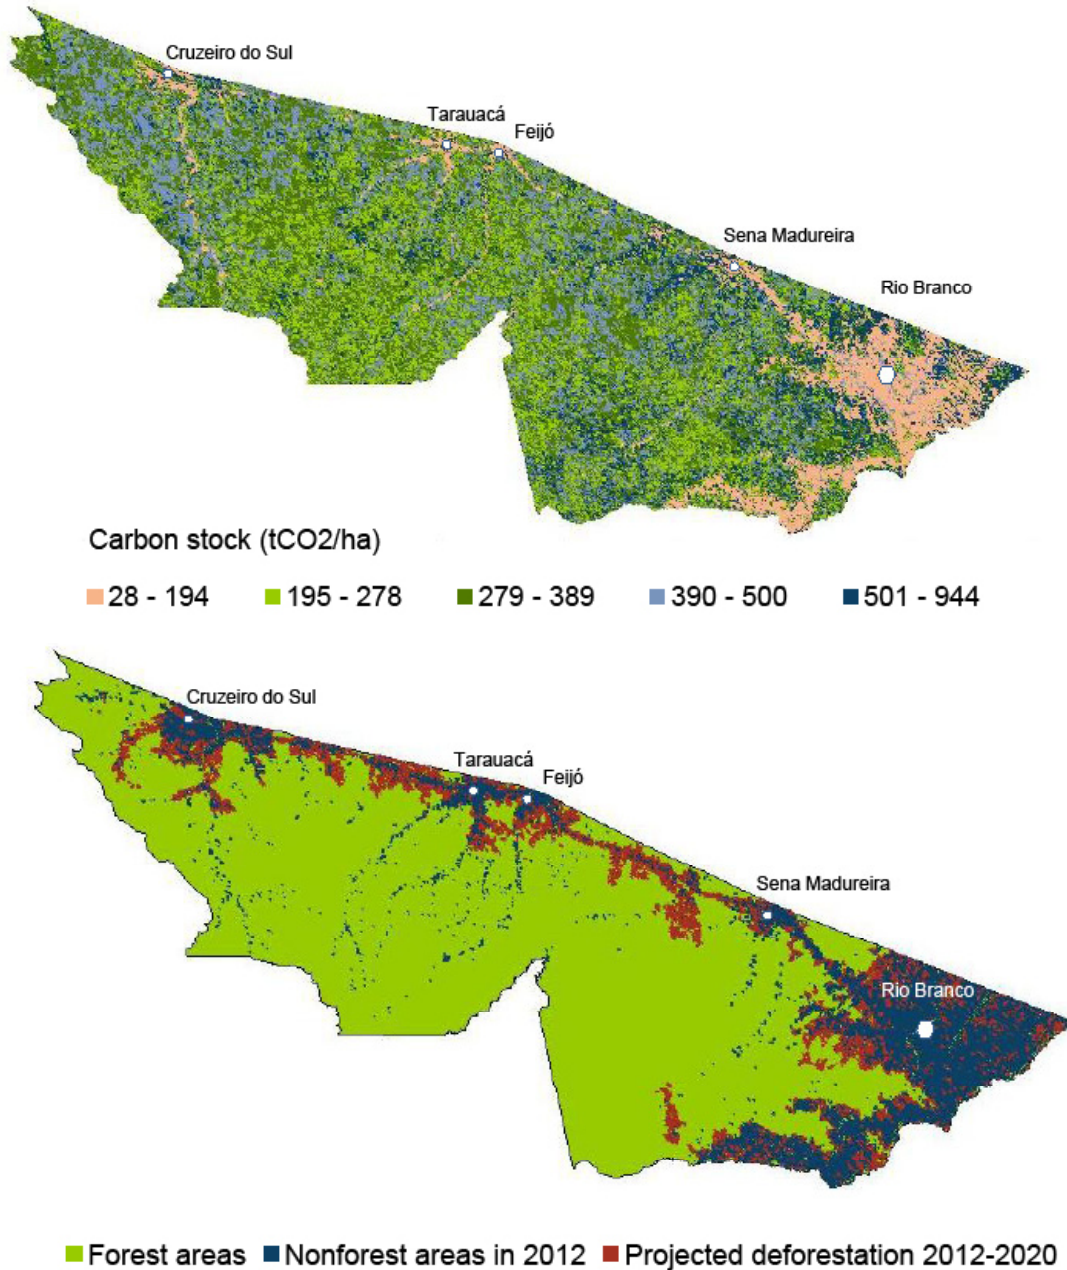 Cruzeiro do Sul
Tarauacá
Feijó
Sena Madureira
Rio Branco
Carbon stock (tCO2/ha)
28 - 194 195 - 278 279 - 389 390 - 500 501 - 944
Cruzeiro do Sul
Tarauacá
Feijó
Sena Madureira
Rio Branco
Forest areas Nonforest areas in 2012 Projected deforestation 2012-2020